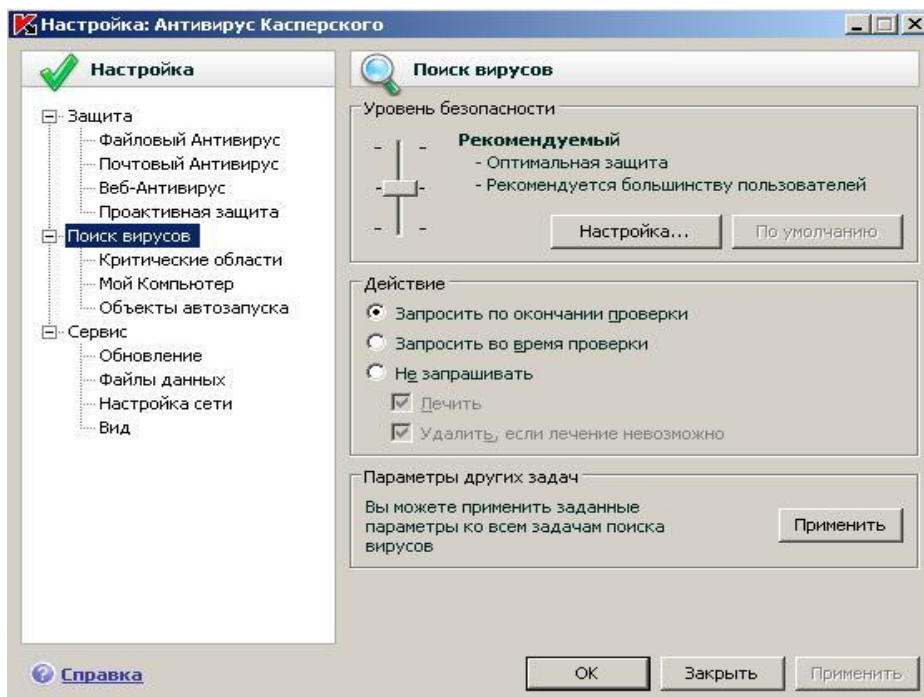 Настройка: Антивирус Касперского
Настройка
Защита
Файловый Антивирус
Почтовый Антивирус
Веб-Антивирус
Проактивная защита
Поиск вирусов
Критические области
Мой Компьютер
Объекты автозапуска
Сервис
Обновление
Файлы данных
Настройка сети
Вид
Справка
Поиск вирусов
Уровень безопасности
Рекомендуемый
- Оптимальная защита
- Рекомендуется большинству пользователей
Настройка...
По умолчанию
Действие
Запросить по окончании проверки
Запросить во время проверки
Не запрашивать
Лечить
Удалить, если лечение невозможно
Параметры других задач
Вы можете применить заданные
параметры ко всем задачам поиска
вирусов
Применить
ОК
Закрыть
Применить